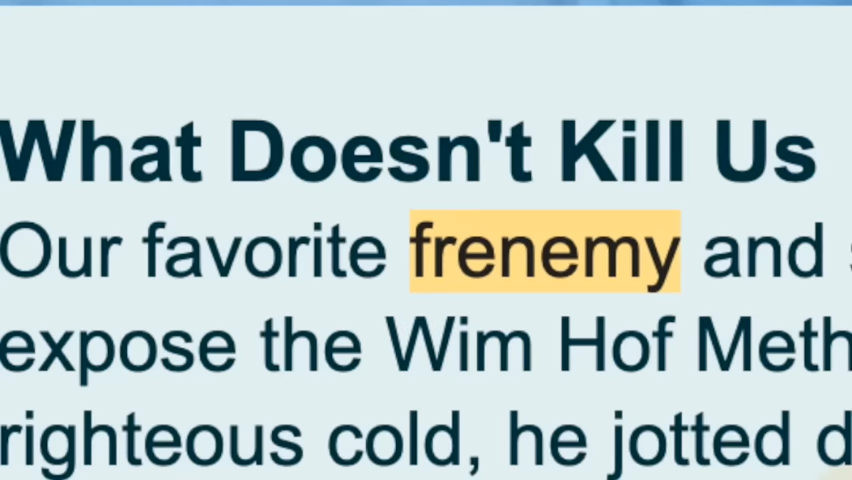 What Doesn't Kill Us
Our favorite frenemy and
expose the Wim Hof Meth
righteous cold, he jotted d